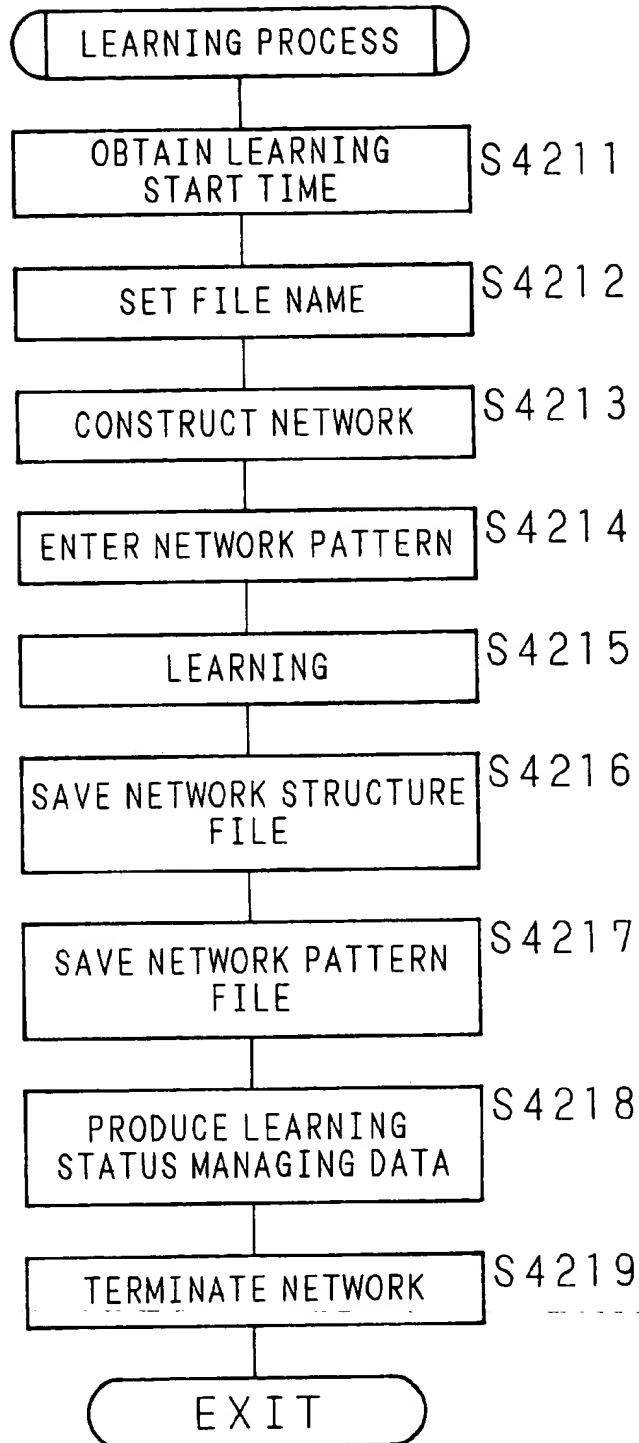 LEARNING PROCESS
OBTAIN LEARNING
START TIME
S4211
SET FILE NAME
S4212
CONSTRUCT NETWORK
S4213
ENTER NETWORK PATTERN
S4214
LEARNING
S4215
SAVE NETWORK STRUCTURE
FILE
S4216
SAVE NETWORK PATTERN
FILE
S4217
PRODUCE LEARNING
STATUS MANAGING DATA
S4218
TERMINATE NETWORK
S4219
EXIT